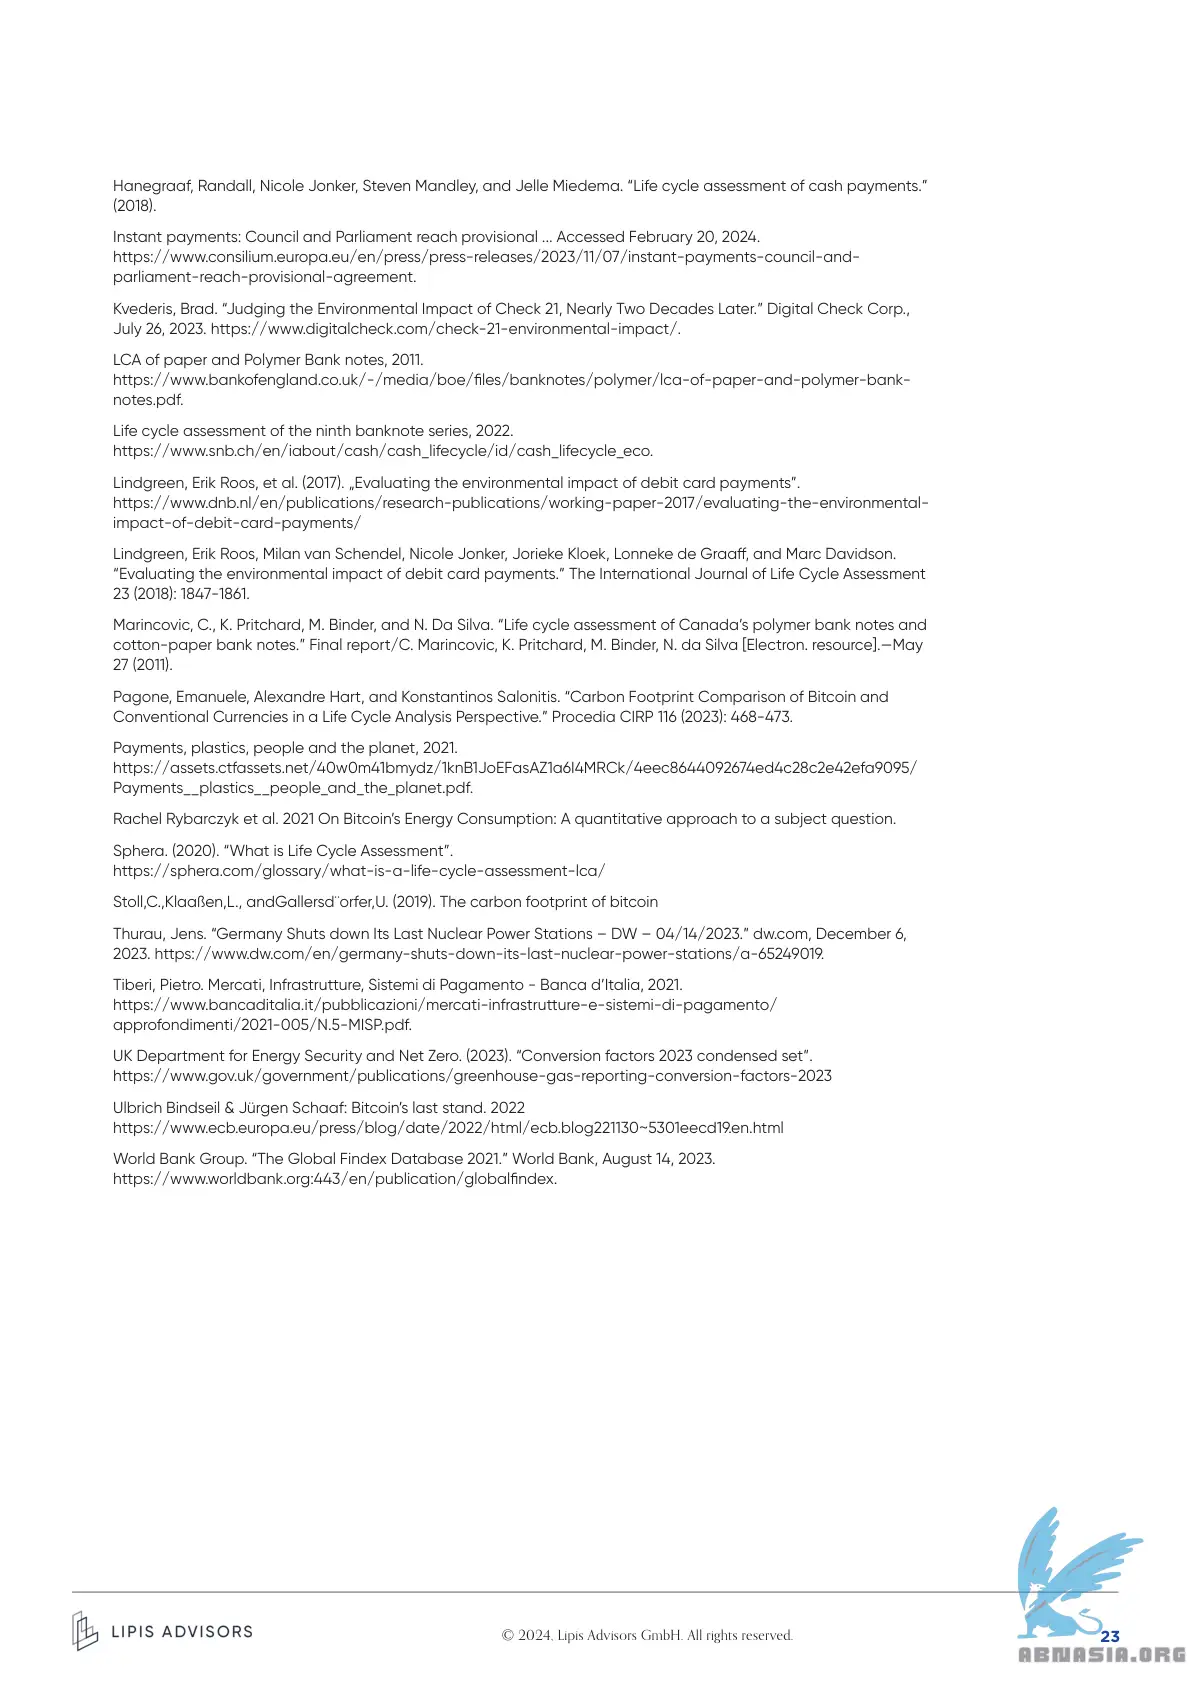 Hanegraaf, Randall, Nicole Jonker, Steven Mandley, and Jelle Miedema. “Life cycle assessment of cash payments.”
(2018).
Instant payments: Council and Parliament reach provisional ... Accessed February 20, 2024.
https://www.consilium.europa.eu/en/press/press-releases/2023/11/07/instant-payments-council-and-
parliament-reach-provisional-agreement.
Kvederis, Brad. “Judging the Environmental Impact of Check 21, Nearly Two Decades Later.” Digital Check Corp.,
July 26, 2023. https://www.digitalcheck.com/check-21-environmental-impact/.
LCA of paper and Polymer Bank notes, 2011.
https://www.bankofengland.co.uk/-/media/boe/files/banknotes/polymer/lca-of-paper-and-polymer-bank-
notes.pdf.
Life cycle assessment of the ninth banknote series, 2022.
https://www.snb.ch/en/iabout/cash/cash_lifecycle/id/cash_lifecycle_eco.
Lindgreen, Erik Roos, et al. (2017). „Evaluating the environmental impact of debit card payments”.
https://www.dnb.nl/en/publications/research-publications/working-paper-2017/evaluating-the-environmental-
impact-of-debit-card-payments/
Lindgreen, Erik Roos, Milan van Schendel, Nicole Jonker, Jorieke Kloek, Lonneke de Graaff, and Marc Davidson.
“Evaluating the environmental impact of debit card payments.” The International Journal of Life Cycle Assessment
23 (2018): 1847-1861.
Marincovic, C., K. Pritchard, M. Binder, and N. Da Silva. “Life cycle assessment of Canada’s polymer bank notes and
cotton-paper bank notes.” Final report/C. Marincovic, K. Pritchard, M. Binder, N. da Silva [Electron. resource].—May
27 (2011).
Pagone, Emanuele, Alexandre Hart, and Konstantinos Salonitis. “Carbon Footprint Comparison of Bitcoin and
Conventional Currencies in a Life Cycle Analysis Perspective.” Procedia CIRP 116 (2023): 468-473.
Payments, plastics, people and the planet, 2021.
https://assets.ctfassets.net/40w0m41bmydz/1knB1JoEFasAZ1a6I4MRCk/4eec8644092674ed4c28c2e42efa9095/
Payments__plastics__people_and_the_planet.pdf.
Rachel Rybarczyk et al. 2021 On Bitcoin’s Energy Consumption: A quantitative approach to a subject question.
Sphera. (2020). “What is Life Cycle Assessment”.
https://sphera.com/glossary/what-is-a-life-cycle-assessment-lca/
Stoll,C.,Klaaßen,L., andGallersd¨orfer,U. (2019). The carbon footprint of bitcoin
Thurau, Jens. “Germany Shuts down Its Last Nuclear Power Stations – DW – 04/14/2023.” dw.com, December 6,
2023. https://www.dw.com/en/germany-shuts-down-its-last-nuclear-power-stations/a-65249019.
Tiberi, Pietro. Mercati, Infrastrutture, Sistemi di Pagamento - Banca d’Italia, 2021.
https://www.bancaditalia.it/pubblicazioni/mercati-infrastrutture-e-sistemi-di-pagamento/
approfondimenti/2021-005/N.5-MISP.pdf.
UK Department for Energy Security and Net Zero. (2023). “Conversion factors 2023 condensed set”.
https://www.gov.uk/government/publications/greenhouse-gas-reporting-conversion-factors-2023
Ulbrich Bindseil & Jürgen Schaaf: Bitcoin’s last stand. 2022
https://www.ecb.europa.eu/press/blog/date/2022/html/ecb.blog221130~5301eecd19.en.html
World Bank Group. “The Global Findex Database 2021.” World Bank, August 14, 2023.
https://www.worldbank.org:443/en/publication/globalfindex.
LIPIS ADVISORS
© 2024, Lipis Advisors GmbH. All rights reserved.
23
ABNASIA.ORG